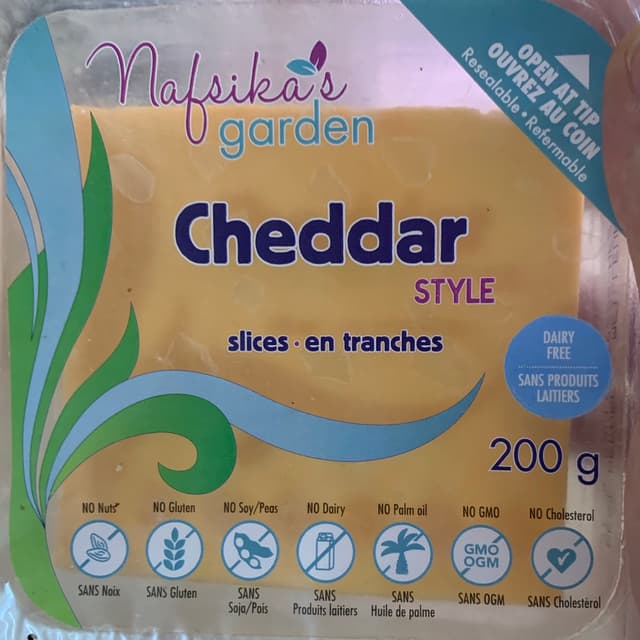 Nafsika's
garden
OPEN AT TIP
OUVREZ AU COIN
Resealable • Refermable
Cheddar
STYLE
slices • en tranches
DAIRY
FREE
SANS PRODUITS
LAITIERS
200 g
NO Nuts NO Gluten NO Soy/Peas NO Dairy NO Palm oil NO GMO NO Cholesterol
GMO
OGM
SANS Noix SANS Gluten SANS Soja/Pois SANS Produits laitiers SANS Huile de palme SANS OGM SANS Cholestèrol